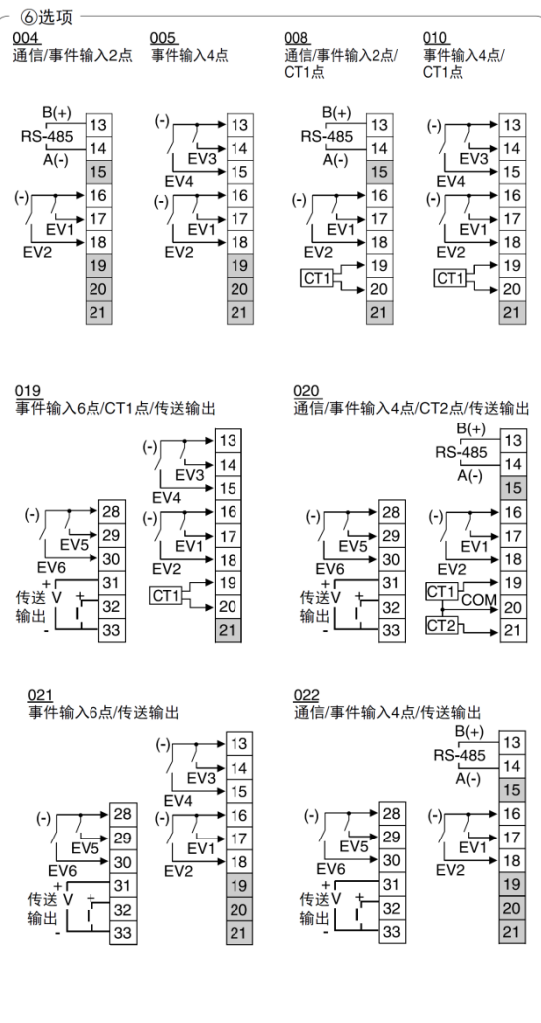 ⑥选项
004
通信/事件输入2点
B(+)
RS-485
A(-)
13
14
15
16
17
18
19
20
21
(-)
EV1
EV2
005
事件输入4点
(-)
EV3
EV4
(-)
EV1
EV2
13
14
15
16
17
18
19
20
21
008
通信/事件输入2点/
CT1点
B(+)
RS-485
A(-)
(-)
EV1
EV2
CT1
13
14
15
16
17
18
19
20
21
010
事件输入4点/
CT1点
(-)
EV3
EV4
(-)
EV1
EV2
CT1
13
14
15
16
17
18
19
20
21
019
事件输入6点/CT1点/传送输出
(-)
EV5
EV6
+
传送 V +
输出
-
28
29
30
31
32
33
(-)
EV3
EV4
(-)
EV1
EV2
CT1
13
14
15
16
17
18
19
20
21
020
通信/事件输入4点/CT2点/传送输出
(-)
EV5
EV6
+
传送 V +
输出
-
28
29
30
31
32
33
B(+)
RS-485
A(-)
(-)
EV1
EV2
CT1
COM
CT2
13
14
15
16
17
18
19
20
21
021
事件输入6点/传送输出
(-)
EV5
EV6
+
传送 V +
输出
-
28
29
30
31
32
33
(-)
EV3
EV4
(-)
EV1
EV2
13
14
15
16
17
18
19
20
21
022
通信/事件输入4点/传送输出
(-)
EV5
EV6
+
传送 V +
输出
-
28
29
30
31
32
33
B(+)
RS-485
A(-)
(-)
EV1
EV2
13
14
15
16
17
18
19
20
21